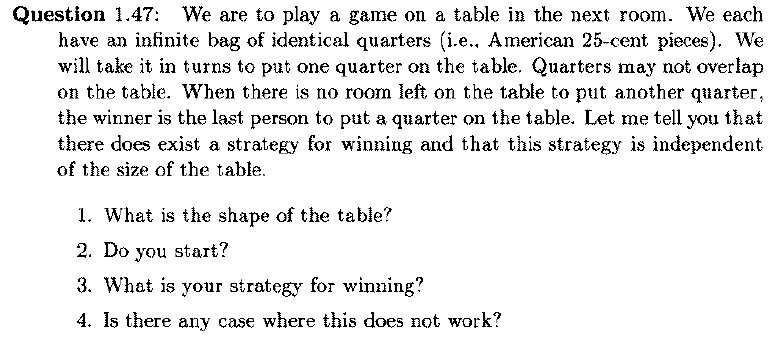 Question 1.47: We are to play a game on a table in the next room. We each
have an infinite bag of identical quarters (i.e., American 25-cent pieces). We
will take it in turns to put one quarter on the table. Quarters may not overlap
on the table. When there is no room left on the table to put another quarter,
the winner is the last person to put a quarter on the table. Let me tell you that
there does exist a strategy for winning and that this strategy is independent
of the size of the table.
1. What is the shape of the table?
2. Do you start?
3. What is your strategy for winning?
4. Is there any case where this does not work?